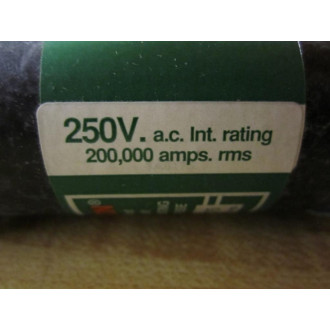 250V. a.c. Int. rating
200,000 amps. rms
®